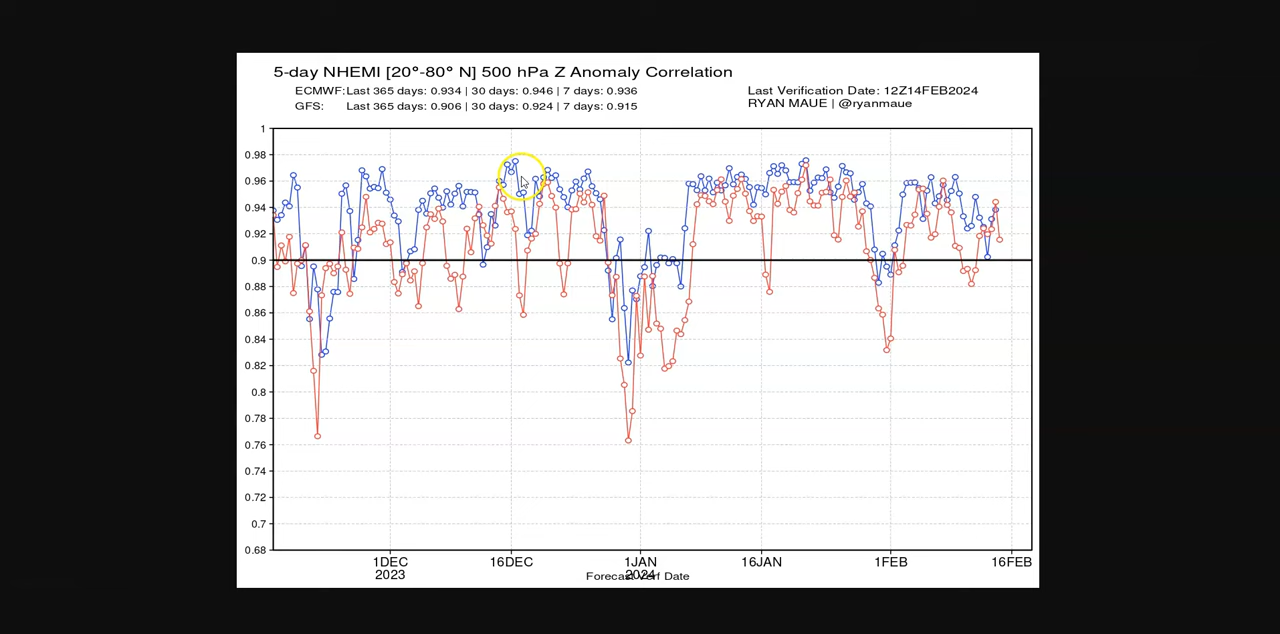 5-day NHEMI [20°-80° N] 500 hPa Z Anomaly Correlation
ECMWF: Last 365 days: 0.934 | 30 days: 0.946 | 7 days: 0.936
Last Verification Date: 12Z14FEB2024
GFS: Last 365 days: 0.906 | 30 days: 0.924 | 7 days: 0.915
RYAN MAUE | @ryanmaue
1
0.98
0.96
0.94
0.92
0.9
0.88
0.86
0.84
0.82
0.8
0.78
0.76
0.74
0.72
0.7
0.68
1DEC 16DEC 1JAN 16JAN 1FEB 16FEB
2023 2024
Forecast Verf Date